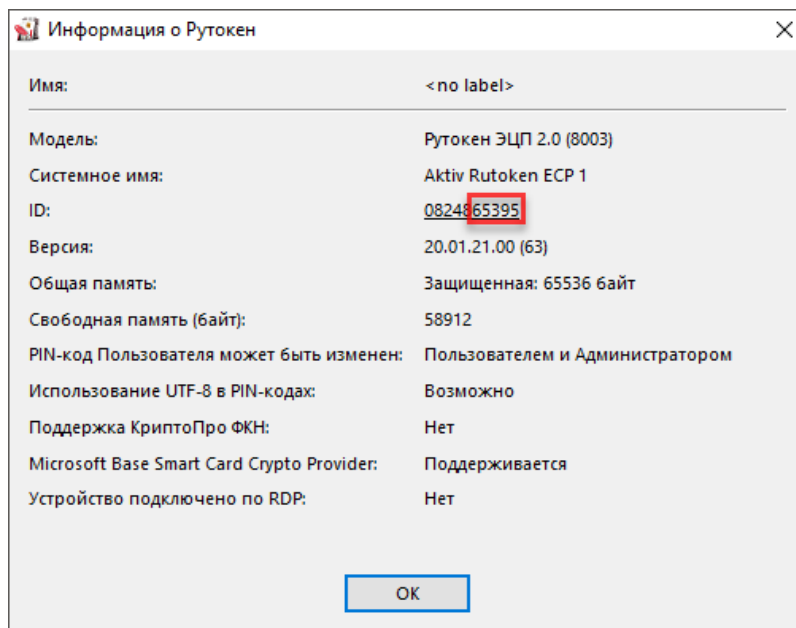 Информация о Рутокен
Имя: <no label>
Модель: Рутокен ЭЦП 2.0 (8003)
Системное имя: Aktiv Rutoken ECP 1
ID: 0824865395
Версия: 20.01.21.00 (63)
Общая память: Защищенная: 65536 байт
Свободная память (байт): 58912
PIN-код Пользователя может быть изменен: Пользователем и Администратором
Использование UTF-8 в PIN-кодах: Возможно
Поддержка КриптоПро ФКН: Нет
Microsoft Base Smart Card Crypto Provider: Поддерживается
Устройство подключено по RDP: Нет
OK